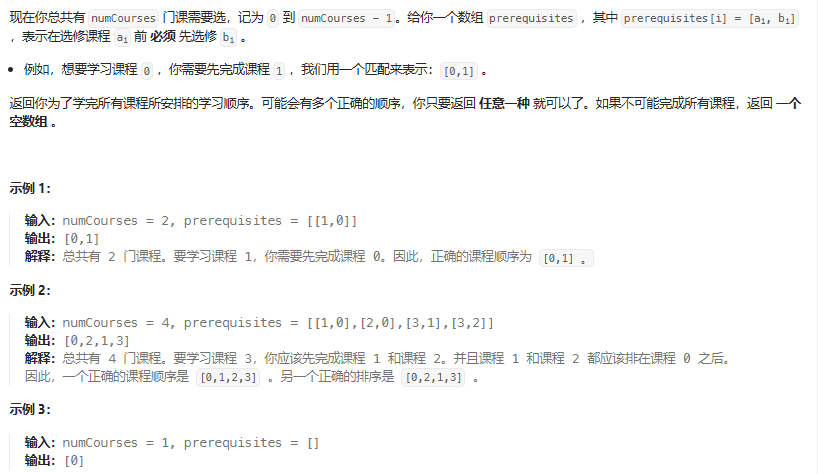 现在你总共有 numCourses 门课需要选，记为 0 到 numCourses - 1。给你一个数组 prerequisites ，其中 prerequisites[i] = [ai, bi]
，表示在选修课程 ai 前 必须 先选修 bi 。
• 例如，想要学习课程 0 ，你需要先完成课程 1 ，我们用一个匹配来表示：[0,1] 。
返回你为了学完所有课程所安排的学习顺序。可能会有多个正确的顺序，你只要返回 任意一种 就可以了。如果不可能完成所有课程，返回 一个
空数组 。
示例 1：
输入：numCourses = 2, prerequisites = [[1,0]]
输出：[0,1]
解释：总共有 2 门课程。要学习课程 1，你需要先完成课程 0。因此，正确的课程顺序为 [0,1] 。
示例 2：
输入：numCourses = 4, prerequisites = [[1,0],[2,0],[3,1],[3,2]]
输出：[0,2,1,3]
解释：总共有 4 门课程。要学习课程 3，你应该先完成课程 1 和课程 2。并且课程 1 和课程 2 都应该排在课程 0 之后。
因此，一个正确的课程顺序是 [0,1,2,3] 。另一个正确的排序是 [0,2,1,3] 。
示例 3：
输入：numCourses = 1, prerequisites = []
输出：[0]